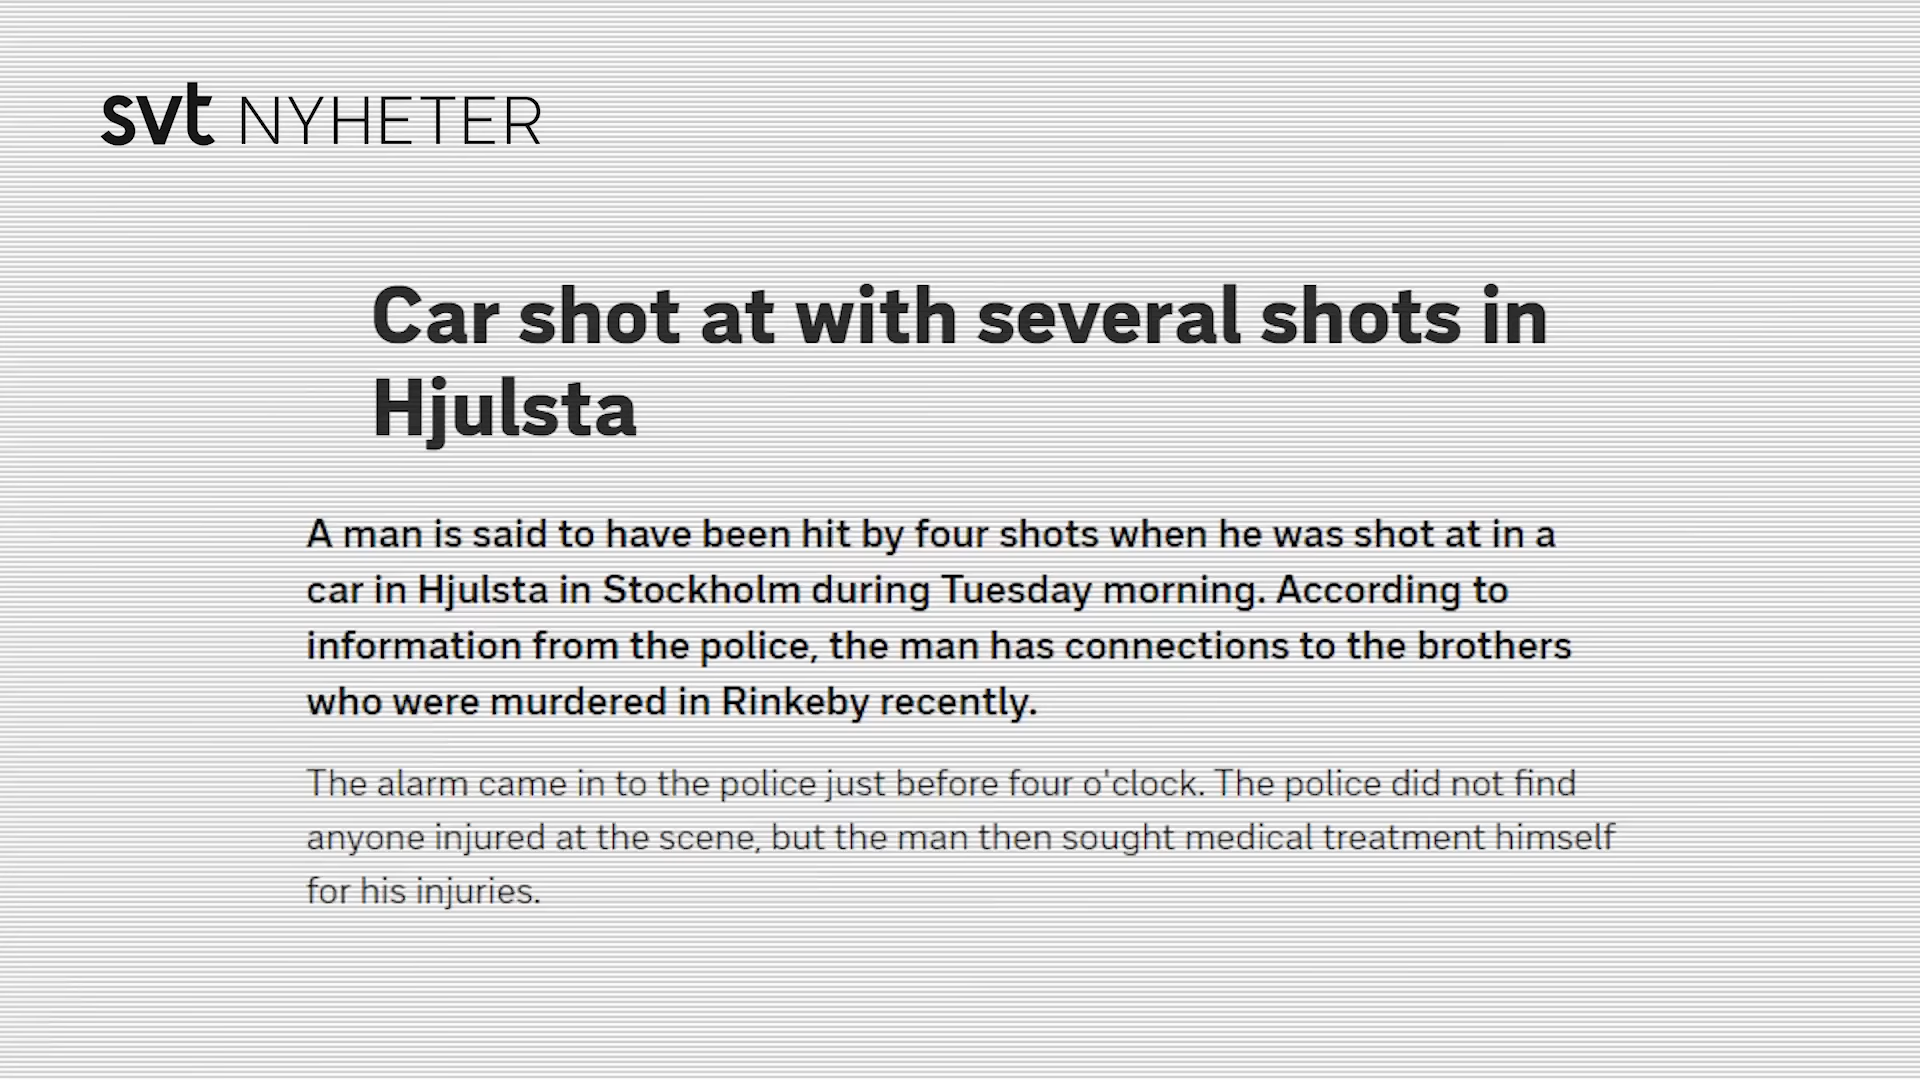 svt NYHETER
Car shot at with several shots in
Hjulsta
A man is said to have been hit by four shots when he was shot at in a
car in Hjulsta in Stockholm during Tuesday morning. According to
information from the police, the man has connections to the brothers
who were murdered in Rinkeby recently.
The alarm came in to the police just before four o'clock. The police did not find
anyone injured at the scene, but the man then sought medical treatment himself
for his injuries.